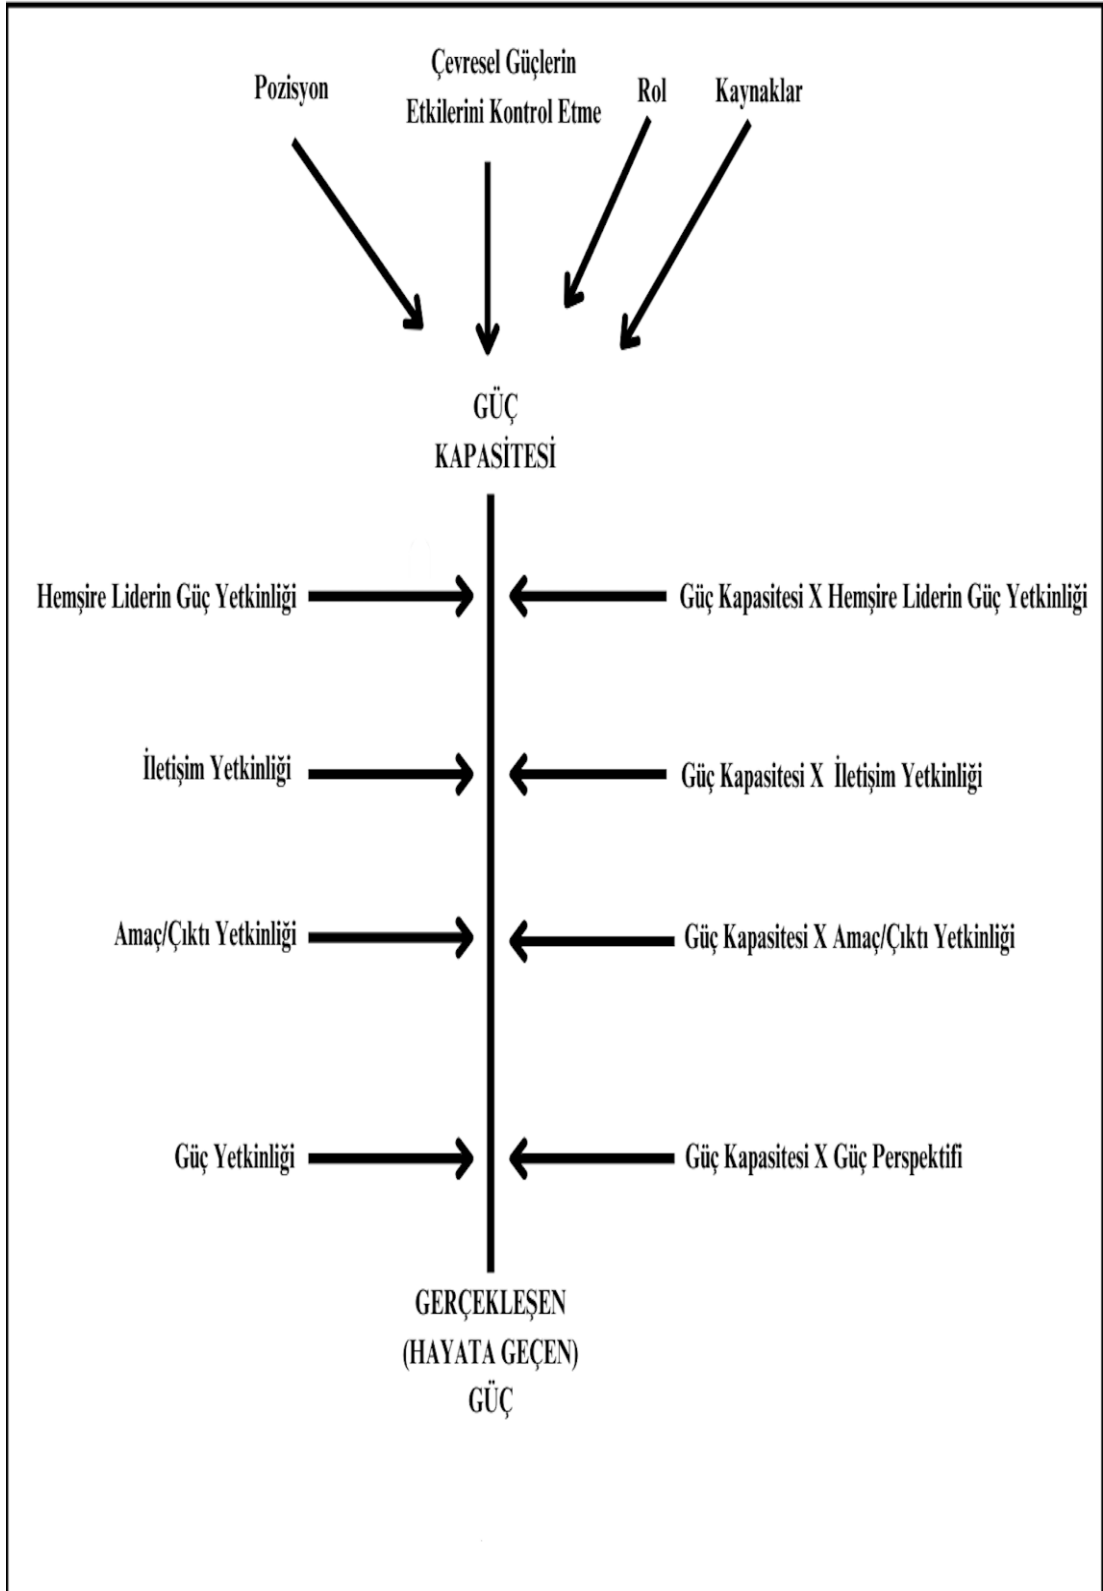 Pozisyon
Çevresel Güçlerin
Etkilerini Kontrol Etme
Rol
Kaynaklar
GÜÇ
KAPASİTESİ
Hemşire Liderin Güç Yetkinliği
Güç Kapasitesi X Hemşire Liderin Güç Yetkinliği
İletişim Yetkinliği
Güç Kapasitesi X İletişim Yetkinliği
Amaç/Çıktı Yetkinliği
Güç Kapasitesi X Amaç/Çıktı Yetkinliği
Güç Yetkinliği
Güç Kapasitesi X Güç Perspektifi
GERÇEKLEŞEN
(HAYATA GEÇEN)
GÜÇ